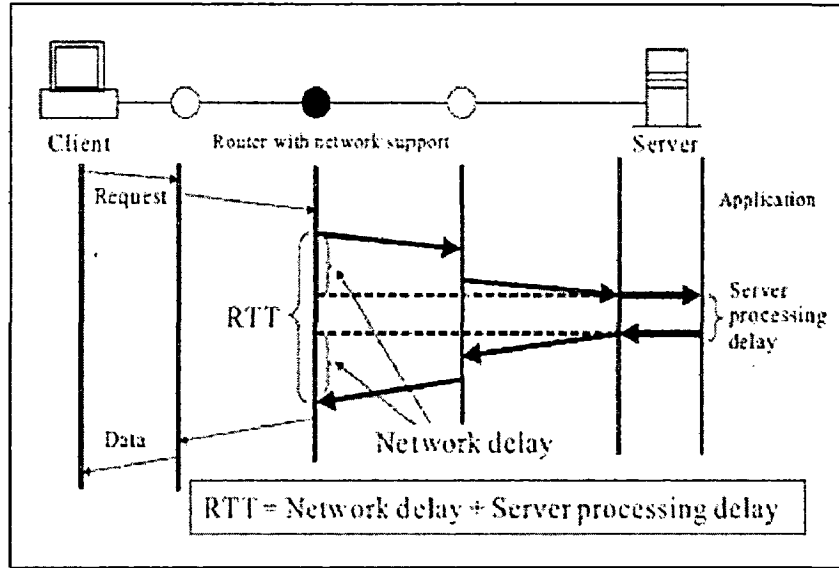 Client
Router with network support
Server
Request
Application
RTT
Server
processing
delay
Data
Network delay
RTT = Network delay + Server processing delay